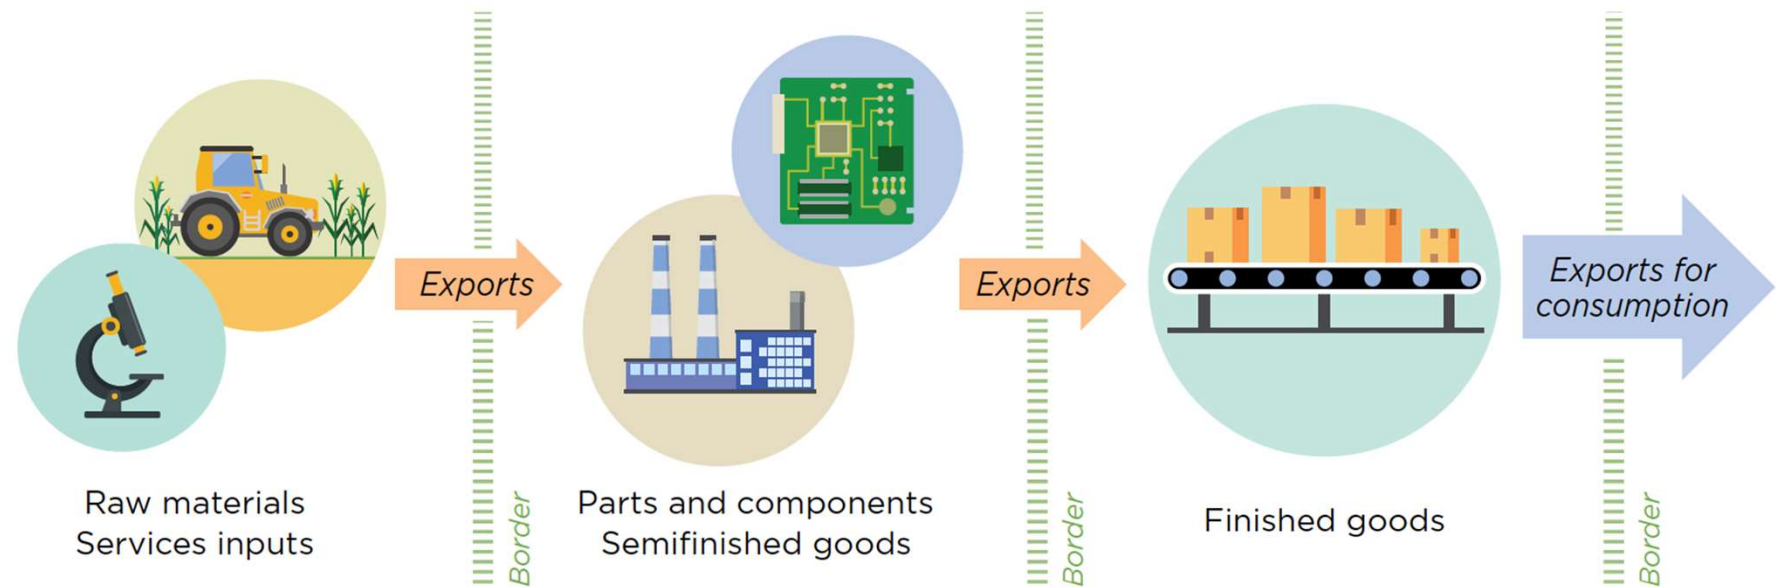 Exports
Exports
Exports for
consumption
Raw materials
Services inputs
Border
Parts and components
Semifinished goods
Border
Finished goods
Border